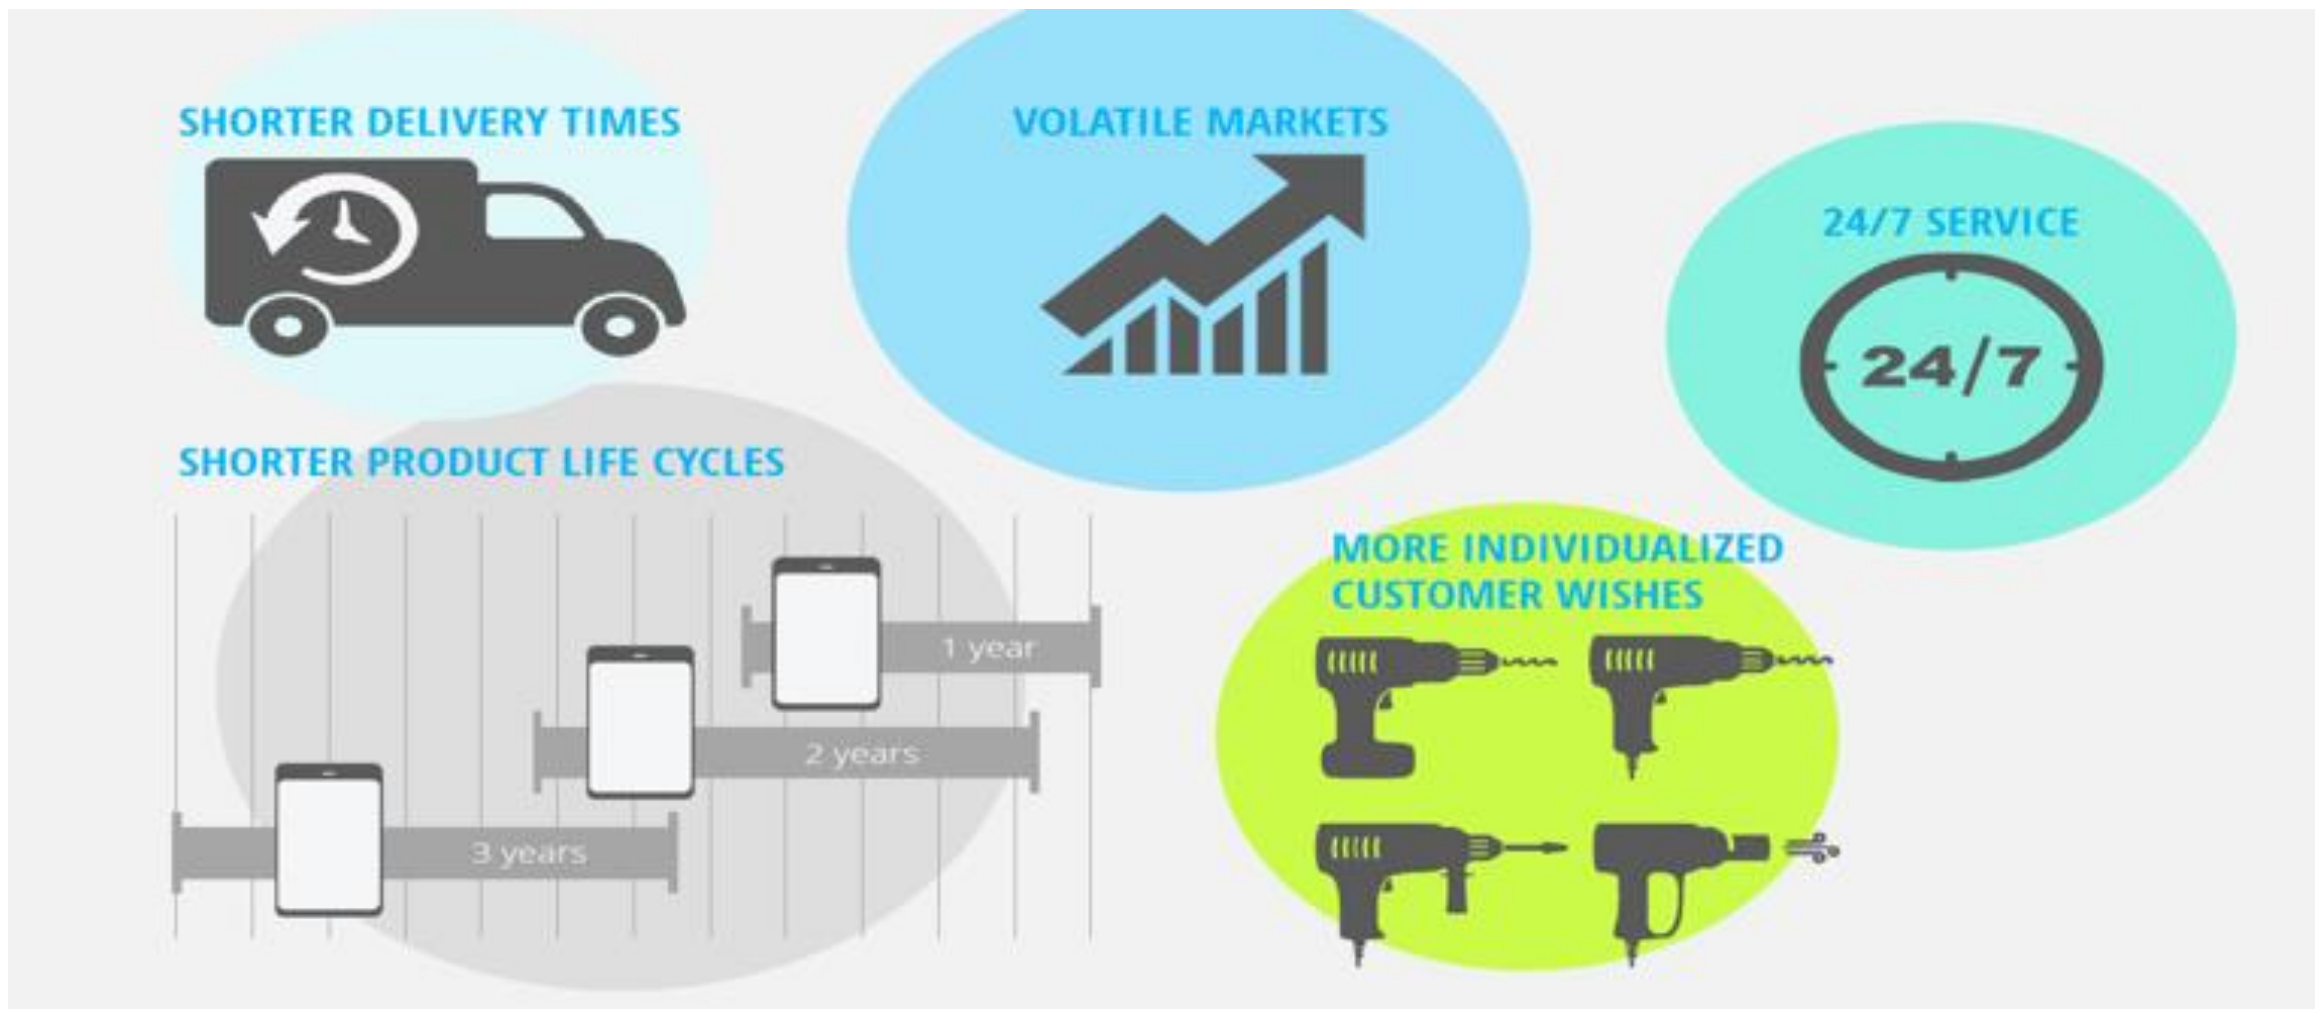 SHORTER DELIVERY TIMES
VOLATILE MARKETS
24/7 SERVICE
24/7
SHORTER PRODUCT LIFE CYCLES
1 year
2 years
3 years
MORE INDIVIDUALIZED
CUSTOMER WISHES